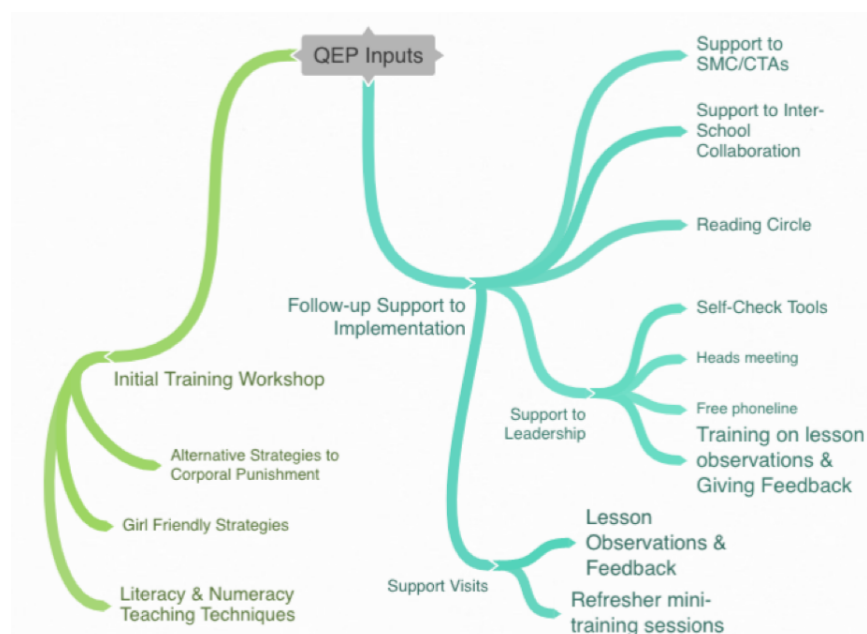 QEP Inputs
Support to
SMC/CTAs
Support to Inter-
School
Collaboration
Reading Circle
Follow-up Support to
Implementation
Self-Check Tools
Heads meeting
Free phoneline
Training on lesson
observations &
Giving Feedback
Support to
Leadership
Lesson
Observations &
Feedback
Support Visits
Refresher mini-
training sessions
Initial Training Workshop
Alternative Strategies to
Corporal Punishment
Girl Friendly Strategies
Literacy & Numeracy
Teaching Techniques